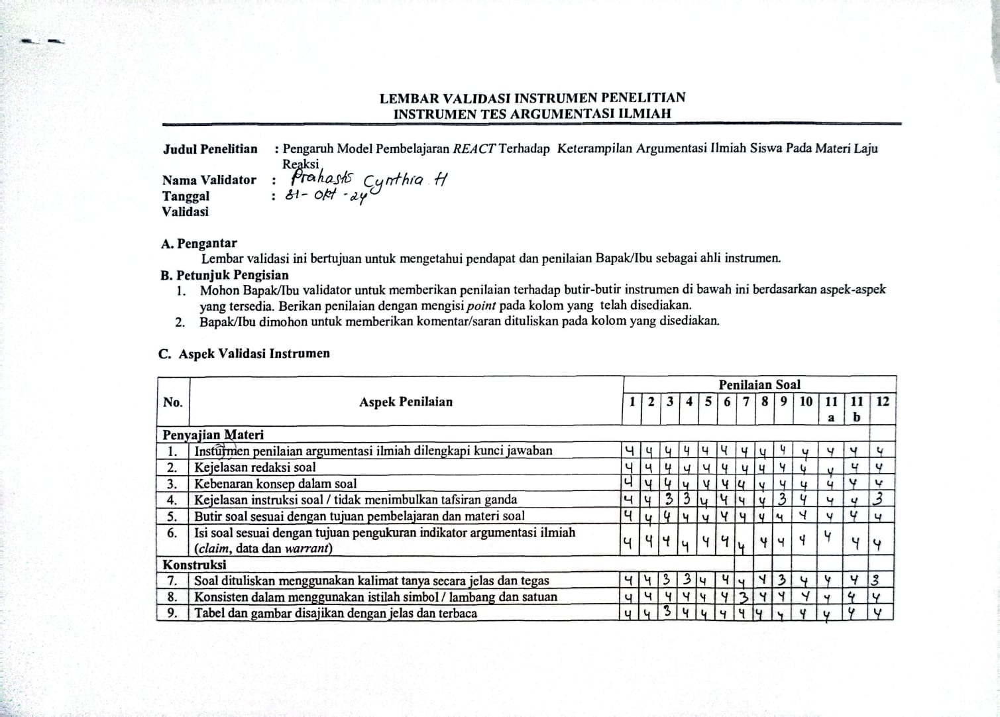 LEMBAR VALIDASI INSTRUMEN PENELITIAN
INSTRUMEN TES ARGUMENTASI ILMIAH
Judul Penelitian : Pengaruh Model Pembelajaran REACT Terhadap Keterampilan Argumentasi Ilmiah Siswa Pada Materi Laju
Reaksi
Nama Validator : Cynthia H
Tanggal : 31- Okt -24
Validasi
A. Pengantar
Lembar validasi ini bertujuan untuk mengetahui pendapat dan penilaian Bapak/Ibu sebagai ahli instrumen.
B. Petunjuk Pengisian
1. Mohon Bapak/Ibu validator untuk memberikan penilaian terhadap butir-butir instrumen di bawah ini berdasarkan aspek-aspek
yang tersedia. Berikan penilaian dengan mengisi point pada kolom yang telah disediakan.
2. Bapak/Ibu dimohon untuk memberikan komentar/saran dituliskan pada kolom yang disediakan.
C. Aspek Validasi Instrumen
No. Aspek Penilaian Penilaian Soal
1 2 3 4 5 6 7 8 9 10 11 a 11 b 12
Penyajian Materi
1. Insturmen penilaian argumentasi ilmiah dilengkapi kunci jawaban 4 4 4 4 4 4 4 4 4 4 4 4 4
2. Kejelasan redaksi soal 4 4 4 4 4 4 4 4 4 4 4 4 4
3. Kebenaran konsep dalam soal 4 4 4 4 4 4 4 4 4 4 4 4 4
4. Kejelasan instruksi soal / tidak menimbulkan tafsiran ganda 4 4 3 3 4 4 4 4 3 4 4 4 3
5. Butir soal sesuai dengan tujuan pembelajaran dan materi soal 4 4 4 4 4 4 4 4 4 4 4 4 4
6. Isi soal sesuai dengan tujuan pengukuran indikator argumentasi ilmiah
(claim, data dan warrant) 4 4 4 4 4 4 4 4 4 4 4 4 4
Konstruksi
7. Soal dituliskan menggunakan kalimat tanya secara jelas dan tegas 4 4 3 3 4 4 4 4 3 4 4 4 3
8. Konsisten dalam menggunakan istilah simbol / lambang dan satuan 4 4 4 4 4 4 3 4 4 4 4 4 4
9. Tabel dan gambar disajikan dengan jelas dan terbaca 4 4 3 4 4 4 4 4 4 4 4 4 4